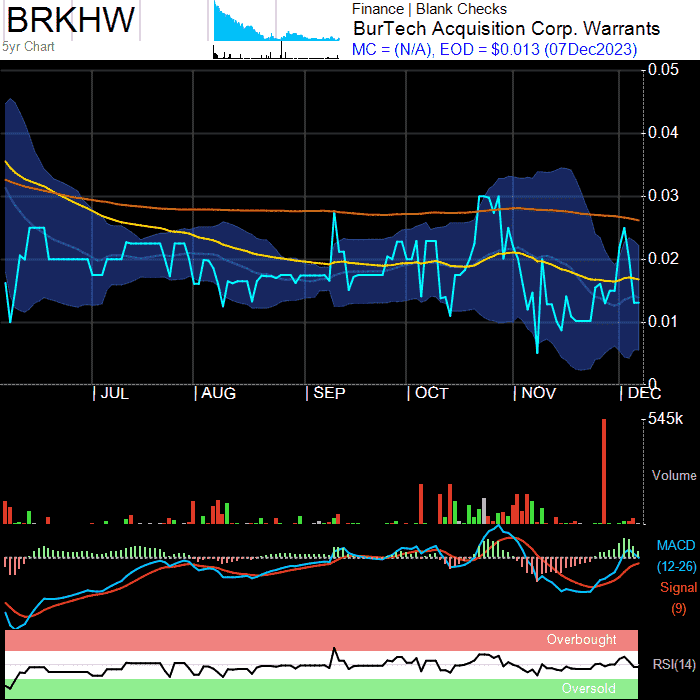 BRKHW
5yr Chart
Finance | Blank Checks
BurTech Acquisition Corp. Warrants
MC = (N/A), EOD = $0.013 (07Dec2023)
0.05
0.04
0.03
0.02
0.01
0
| JUL | AUG | SEP | OCT | NOV | DEC
545k
Volume
MACD
(12-26)
Signal
(9)
Overbought
RSI(14)
Oversold